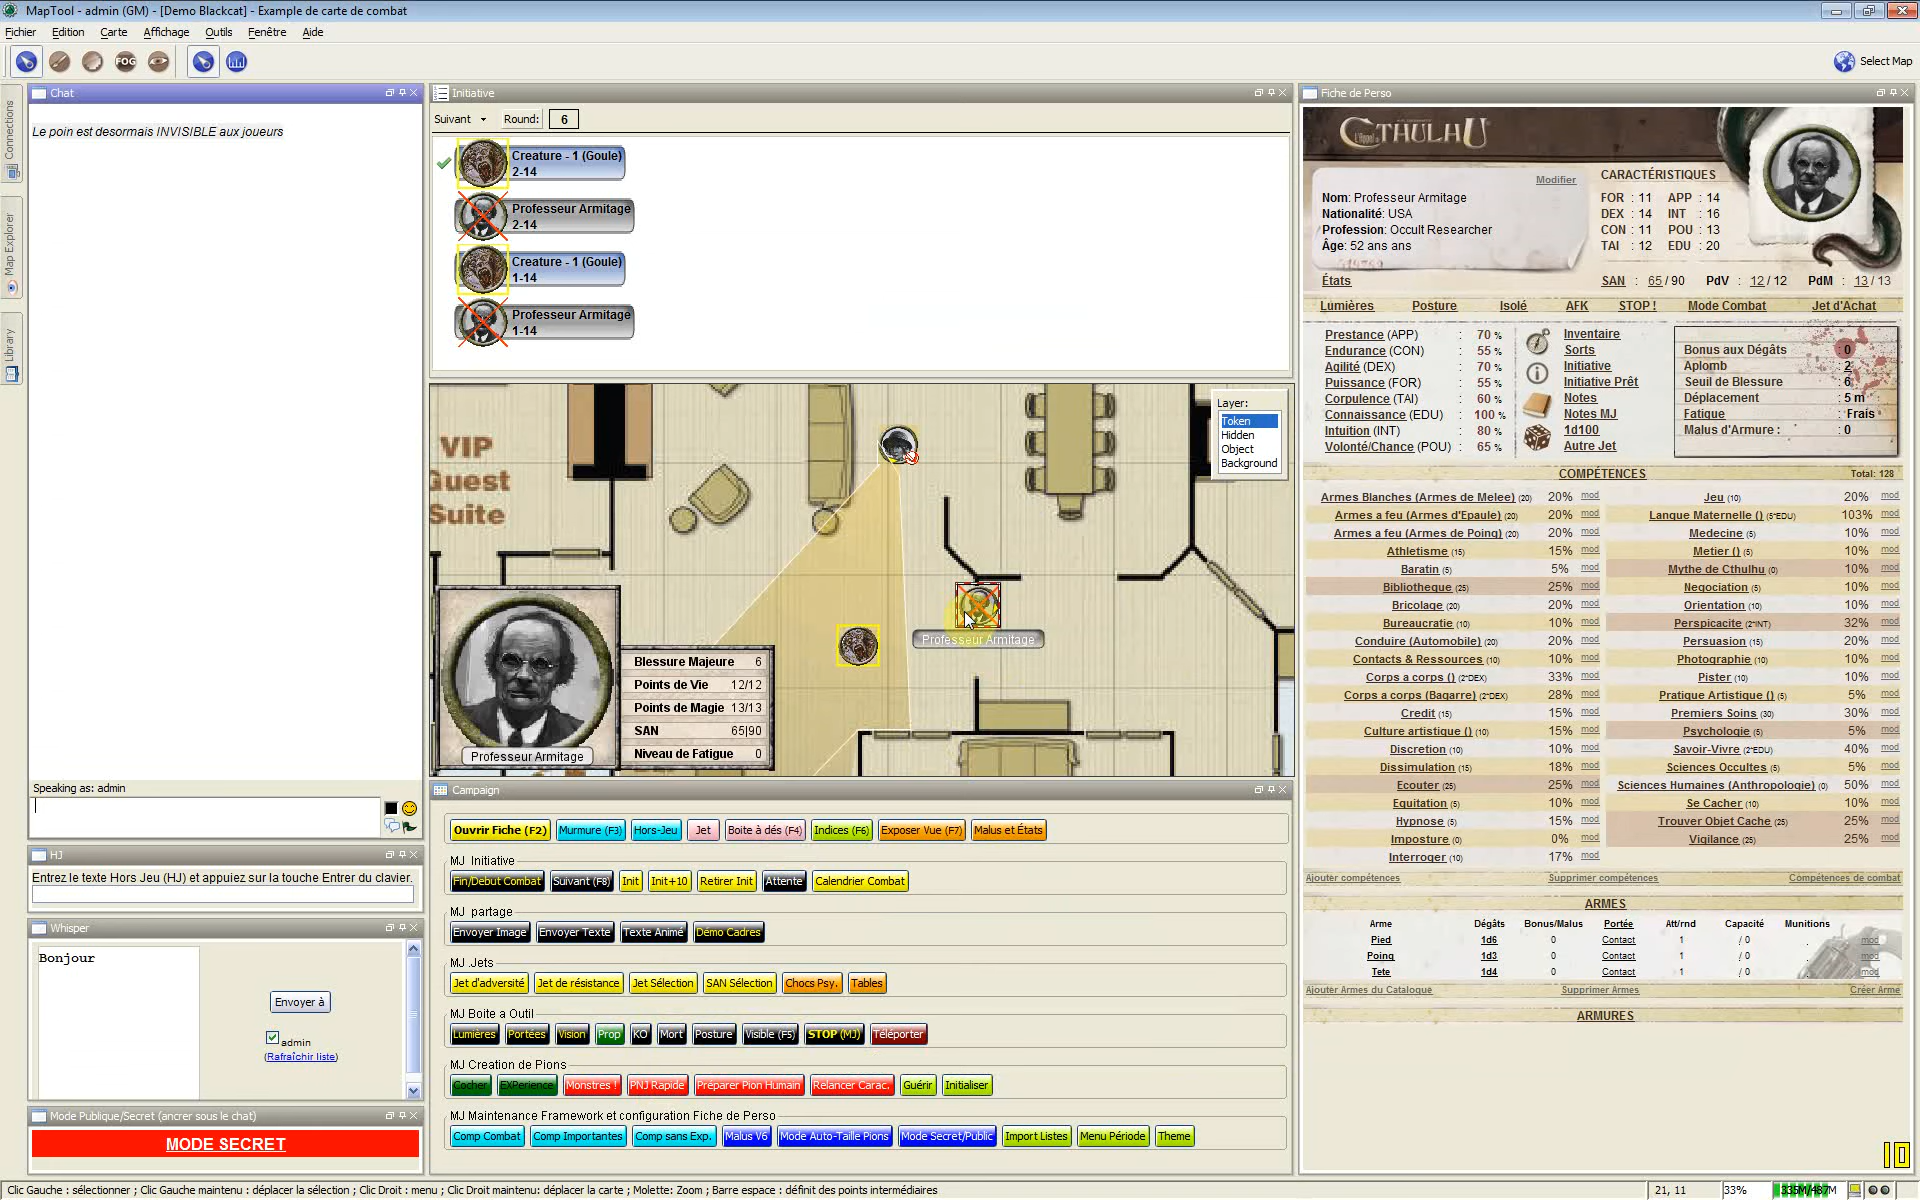 MapTool - admin (GM) - [Demo Blackcat] - Example de carte de combat
Fichier Edition Carte Affichage Outils Fenêtre Aide
FOG
Select Map
Connections
Map Explorer
Library
Chat
Le poin est desormais INVISIBLE aux joueurs
Speaking as: admin
HJ
Entrez le texte Hors Jeu (HJ) et appuiez sur la touche Entrer du clavier.
Whisper
Bonjour
Envoyer à
admin
(Rafraîchir liste)
Mode Publique/Secret (ancrer sous le chat)
MODE SECRET
Initiative
Suivant Round: 6
Creature - 1 (Goule)
2-14
Professeur Armitage
2-14
Creature - 1 (Goule)
1-14
Professeur Armitage
1-14
VIP
Guest
Suite
Layer:
Token
Hidden
Object
Background
Professeur Armitage
Professeur Armitage
Blessure Majeure 6
Points de Vie 12/12
Points de Magie 13/13
SAN 65|90
Niveau de Fatigue 0
Campaign
Ouvrir Fiche (F2) Murmure (F3) Hors-Jeu Jet Boite à dés (F4) Indices (F6) Exposer Vue (F7) Malus et États
MJ Initiative
Fin/Debut Combat Suivant (F8) Init Init+10 Retirer Init Attente Calendrier Combat
MJ partage
Envoyer Image Envoyer Texte Texte Animé Démo Cadres
MJ .Jets
Jet d'adversité Jet de résistance Jet Sélection SAN Sélection Chocs Psy. Tables
MJ Boite a Outil
Lumières Portées Vision Prop KO Mort Posture Visible (F5) STOP (MJ) Téléporter
MJ Creation de Pions
Cocher EXPerience Monstres ! PNJ Rapide Préparer Pion Humain Relancer Carac. Guérir Initialiser
MJ Maintenance Framework et configuration Fiche de Perso
Comp Combat Comp Importantes Comp sans Exp. Malus V6 Mode Auto-Taille Pions Mode Secret/Public Import Listes Menu Période Theme
Fiche de Perso
L'Appel de CTHULHU
Modifier
Nom: Professeur Armitage
Nationalité: USA
Profession: Occult Researcher
Âge: 52 ans ans
États
CARACTÉRISTIQUES
FOR : 11 APP : 14
DEX : 14 INT : 16
CON : 11 POU : 13
TAI : 12 EDU : 20
SAN : 65 / 90 PdV : 12 / 12 PdM : 13 / 13
Lumières Posture Isolé AFK STOP ! Mode Combat Jet d'Achat
Prestance (APP) : 70 %
Endurance (CON) : 55 %
Agilité (DEX) : 70 %
Puissance (FOR) : 55 %
Corpulence (TAI) : 60 %
Connaissance (EDU) : 100 %
Intuition (INT) : 80 %
Volonté/Chance (POU) : 65 %
Inventaire
Sorts
Initiative
Initiative Prêt
Notes
Notes MJ
1d100
Autre Jet
Bonus aux Dégâts : 0
Aplomb : 2
Seuil de Blessure : 6
Déplacement : 5 m
Fatigue : Frais
Malus d'Armure : : 0
COMPÉTENCES Total: 128
Armes Blanches (Armes de Melee) (20) 20% mod Jeu (10) 20% mod
Armes a feu (Armes d'Epaule) (20) 20% mod Langue Maternelle () (5*EDU) 103% mod
Armes a feu (Armes de Poing) (20) 20% mod Medecine (5) 10% mod
Athletisme (15) 15% mod Metier () (5) 10% mod
Baratin (5) 5% mod Mythe de Cthulhu (0) 10% mod
Bibliotheque (25) 25% mod Negociation (5) 10% mod
Bricolage (20) 20% mod Orientation (10) 10% mod
Bureaucratie (10) 10% mod Perspicacite (2*INT) 32% mod
Conduire (Automobile) (20) 20% mod Persuasion (15) 20% mod
Contacts & Ressources (10) 10% mod Photographie (10) 10% mod
Corps a corps () (2*DEX) 33% mod Pister (10) 10% mod
Corps a corps (Bagarre) (2*DEX) 28% mod Pratique Artistique () (5) 5% mod
Credit (15) 15% mod Premiers Soins (30) 30% mod
Culture artistique () (10) 15% mod Psychologie (5) 5% mod
Discretion (10) 10% mod Savoir-Vivre (2*EDU) 40% mod
Dissimulation (15) 18% mod Sciences Occultes (5) 5% mod
Ecouter (25) 25% mod Sciences Humaines (Anthropologie) (0) 50% mod
Equitation (5) 10% mod Se Cacher (10) 10% mod
Hypnose (5) 15% mod Trouver Objet Cache (25) 25% mod
Imposture (0) 0% mod Vigilance (25) 25% mod
Interroger (10) 17% mod
Ajouter compétences Supprimer compétences Compétences de combat
ARMES
Arme Dégâts Bonus/Malus Portée Att/rnd Capacité Munitions
Pied 1d6 0 Contact 1 / 0 mod
Poing 1d3 0 Contact 1 / 0 mod
Tete 1d4 0 Contact 1 / 0 mod
Ajouter Armes du Catalogue Supprimer Armes Créer Arme
ARMURES
Clic Gauche : sélectionner ; Clic Gauche maintenu : déplacer la sélection ; Clic Droit : menu ; Clic Droit maintenu: déplacer la carte ; Molette: Zoom ; Barre espace : définit des points intermédiaires
21, 11 33% 335M/487M